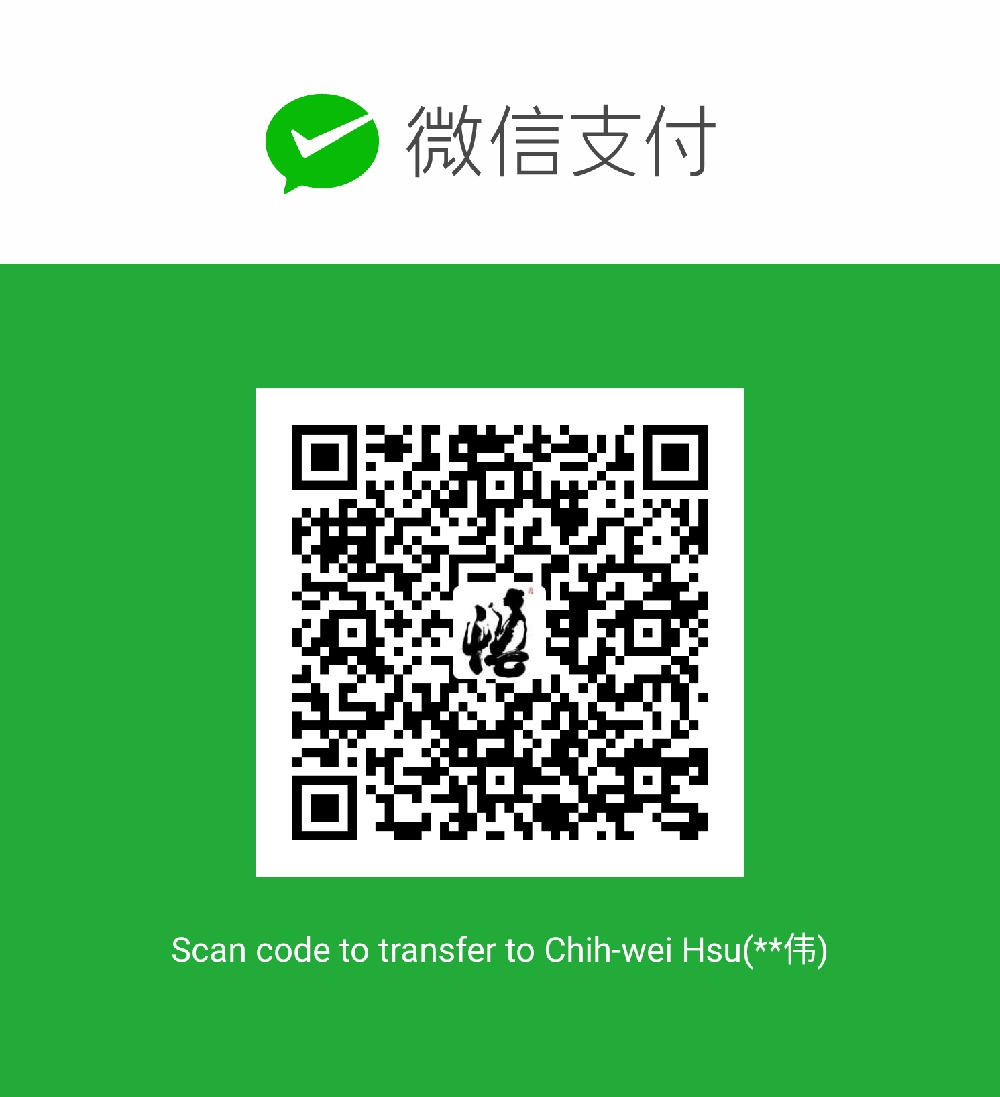 微信支付
Scan code to transfer to Chih-wei Hsu(**伟)